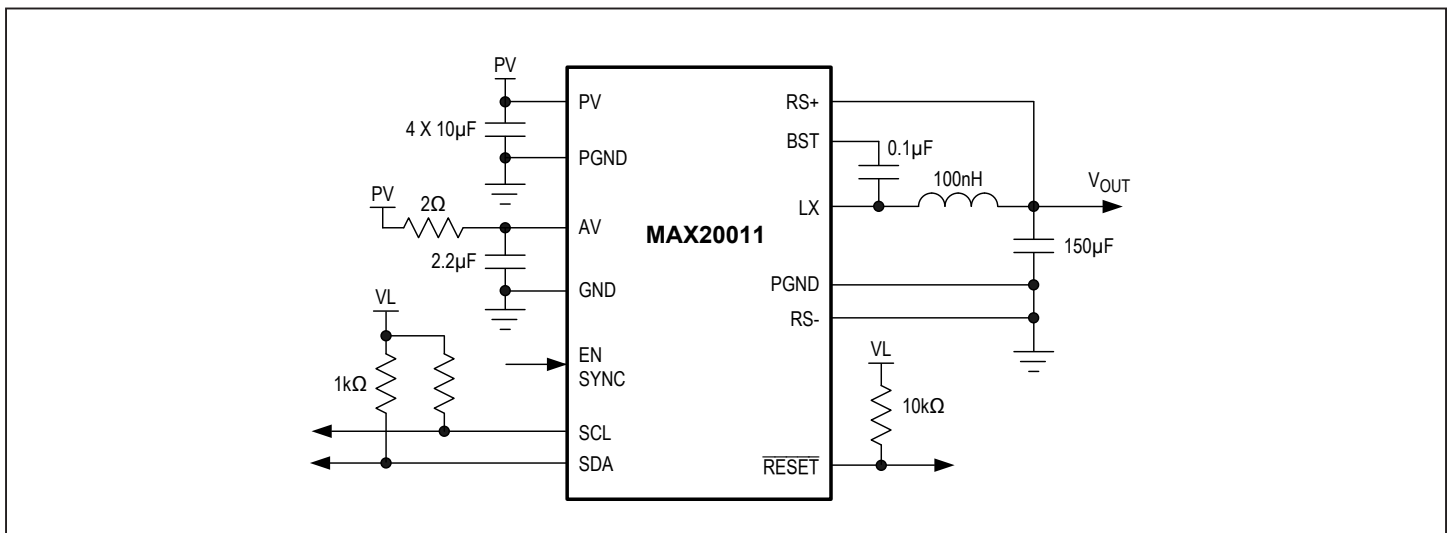 PV
PV
4 X 10µF
PGND
PV
2Ω
AV
2.2µF
GND
VL
1kΩ
EN
SYNC
SCL
SDA
MAX20011
RS+
BST
0.1µF
100nH
LX
VOUT
150µF
PGND
RS-
VL
10kΩ
RESET